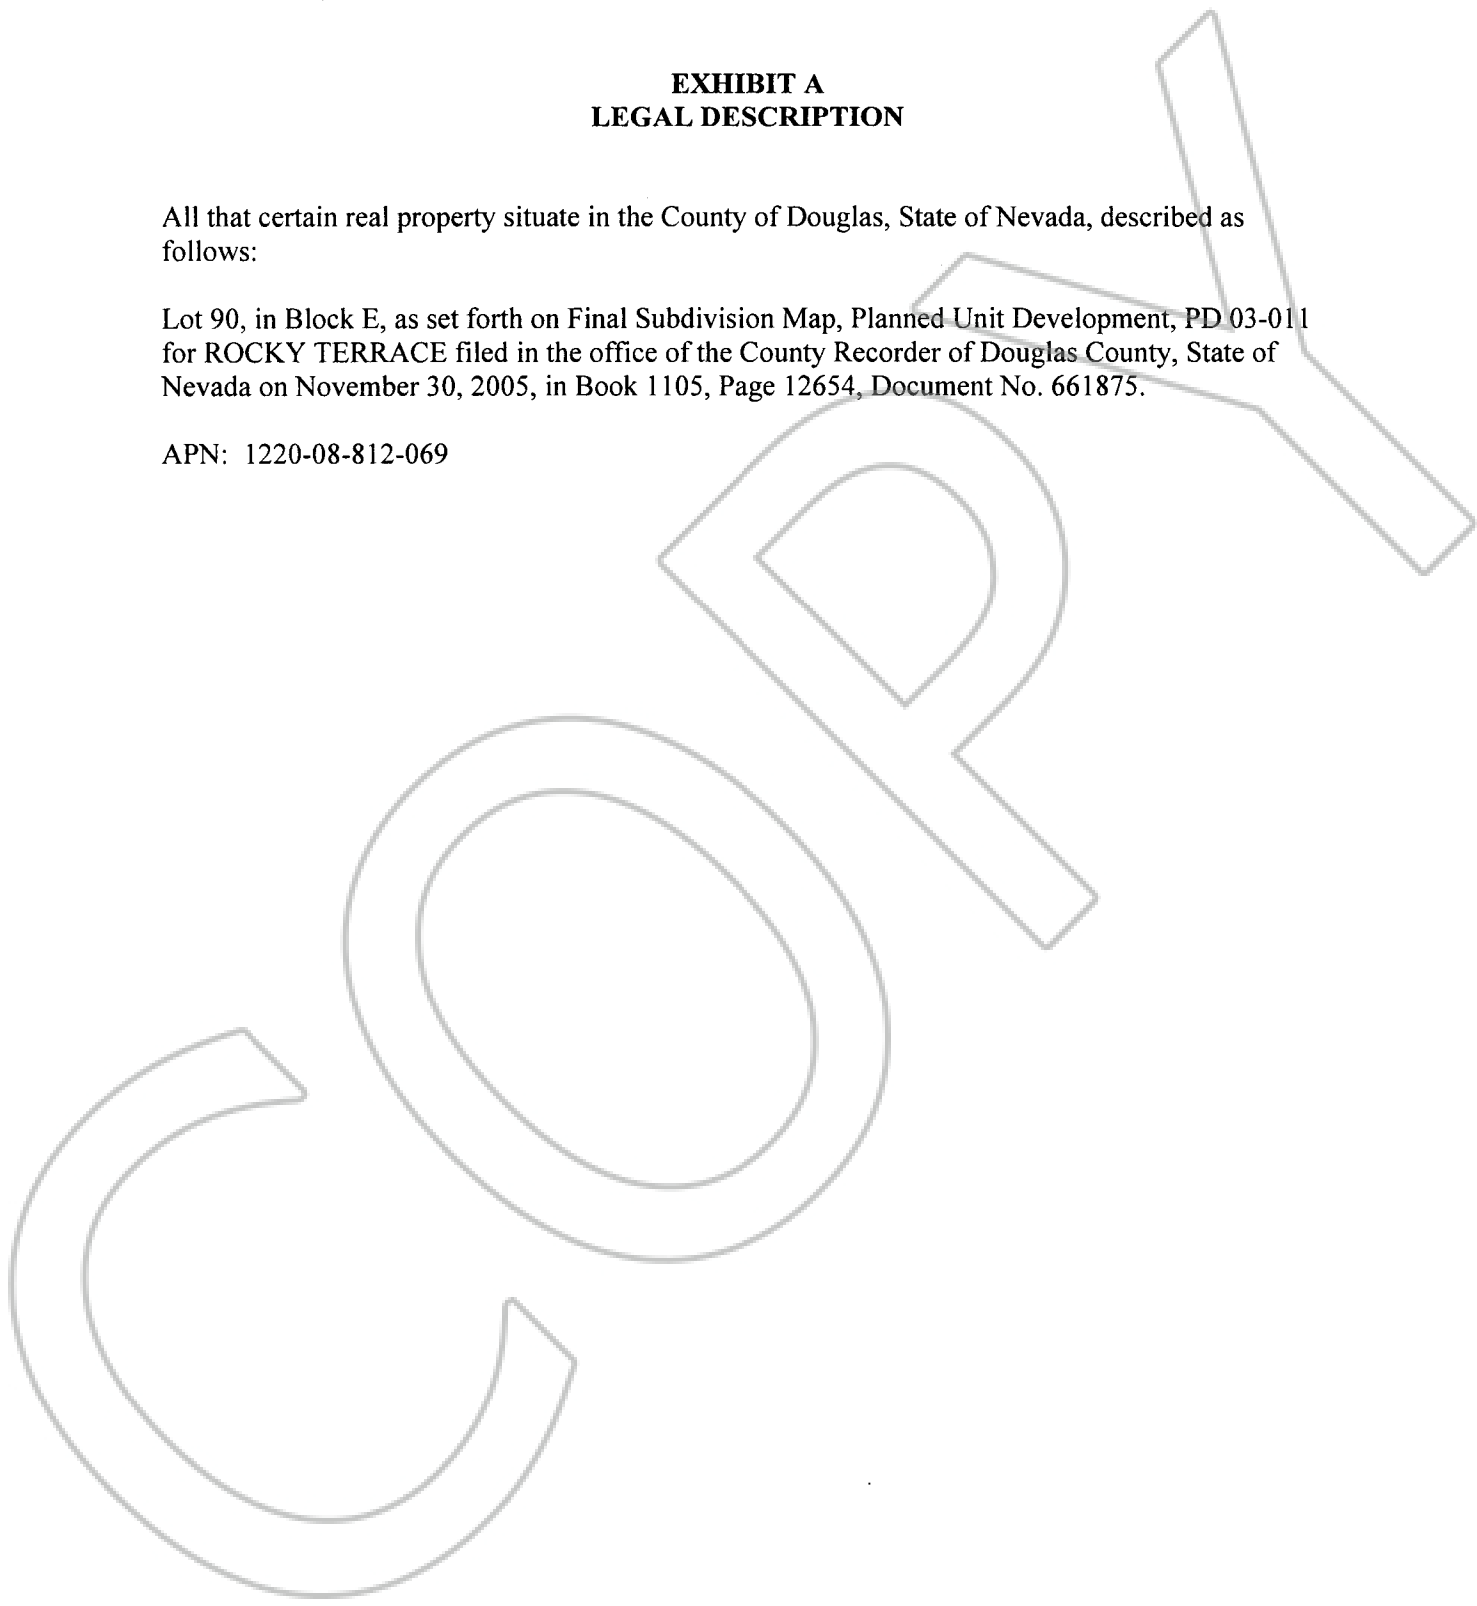 EXHIBIT A
LEGAL DESCRIPTION
All that certain real property situate in the County of Douglas, State of Nevada, described as
follows:
Lot 90, in Block E, as set forth on Final Subdivision Map, Planned Unit Development, PD 03-011
for ROCKY TERRACE filed in the office of the County Recorder of Douglas County, State of
Nevada on November 30, 2005, in Book 1105, Page 12654, Document No. 661875.
APN: 1220-08-812-069
COPY